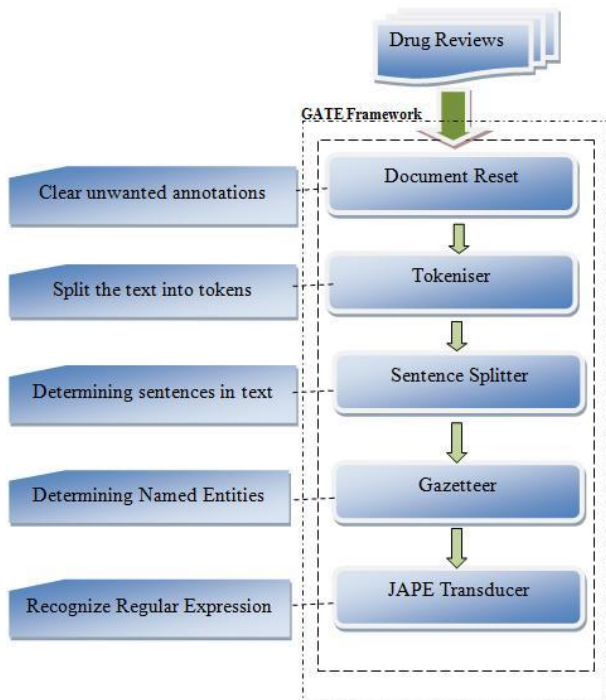 Drug Reviews
GATE Framework
Clear unwanted annotations
Document Reset
Split the text into tokens
Tokeniser
Determining sentences in text
Sentence Splitter
Determining Named Entities
Gazetteer
Recognize Regular Expression
JAPE Transducer